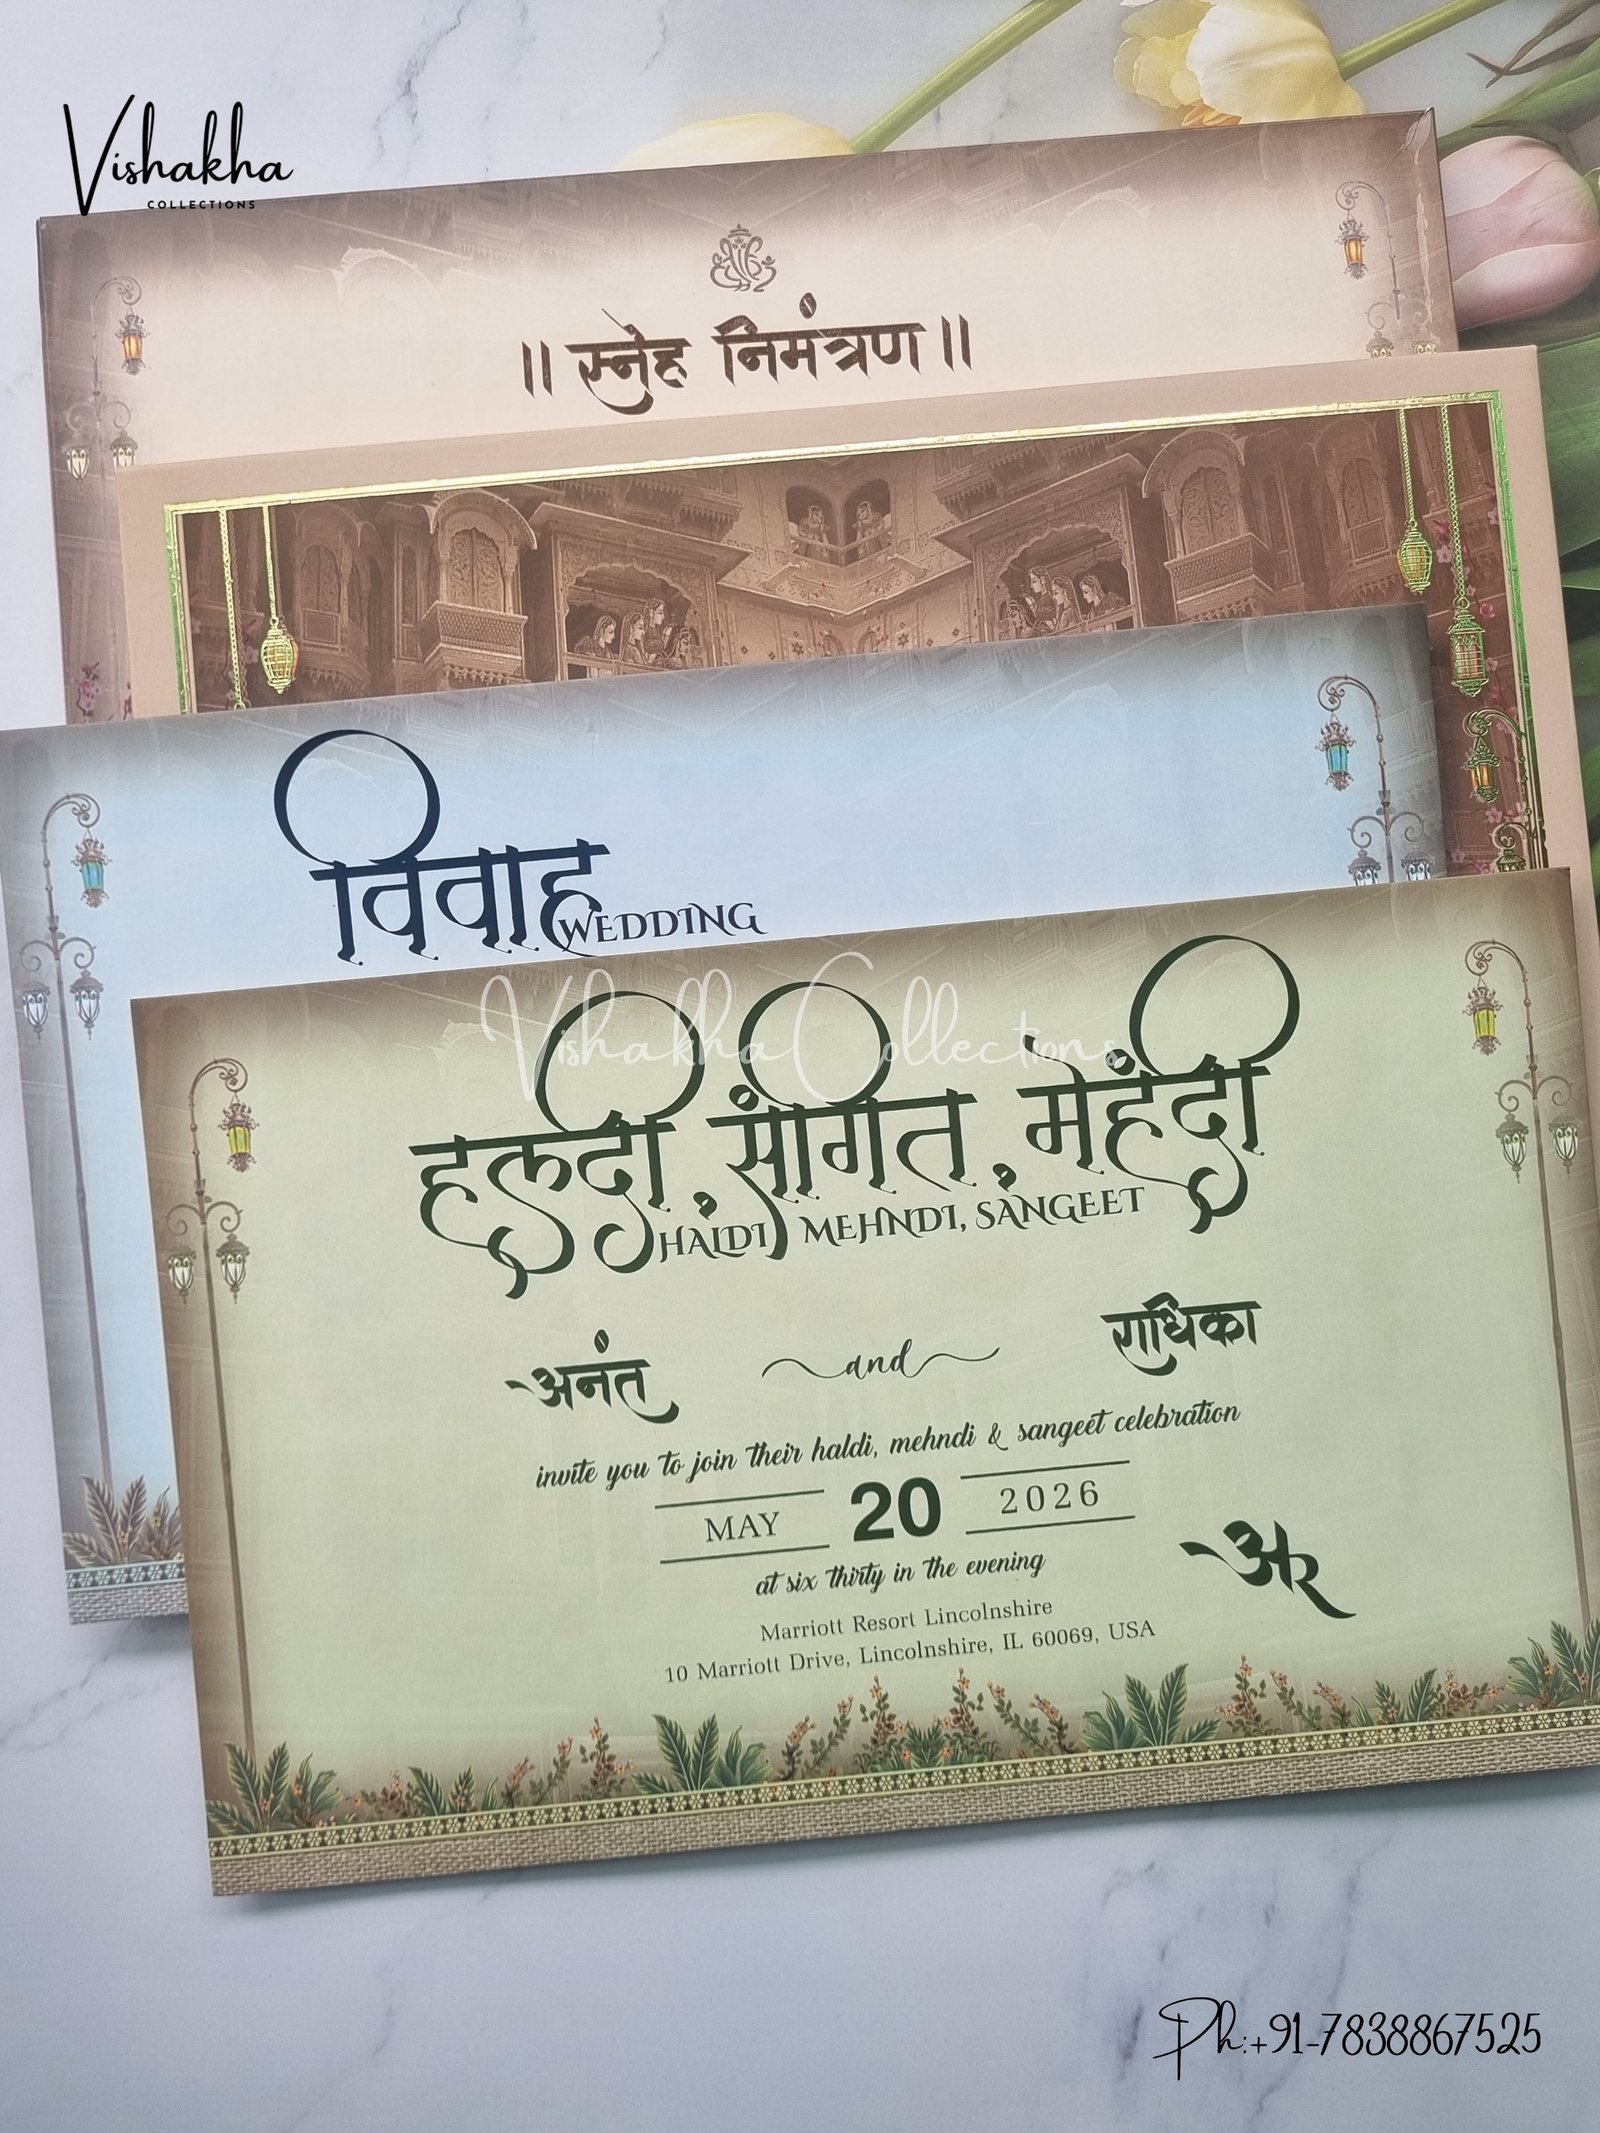 Vishakha
COLLECTIONS
|| स्नेह निमंत्रण ||
विवाह
WEDDING
Vishakha Collections
हलदी, संगित, मेहंदी
HALDI MEHNDI, SANGEET
अनंत and राधिका
invite you to join their haldi, mehndi & sangeet celebration
MAY 20 2026
at six thirty in the evening
अर
Marriott Resort Lincolnshire
10 Marriott Drive, Lincolnshire, IL 60069, USA
Ph:+91-7838867525